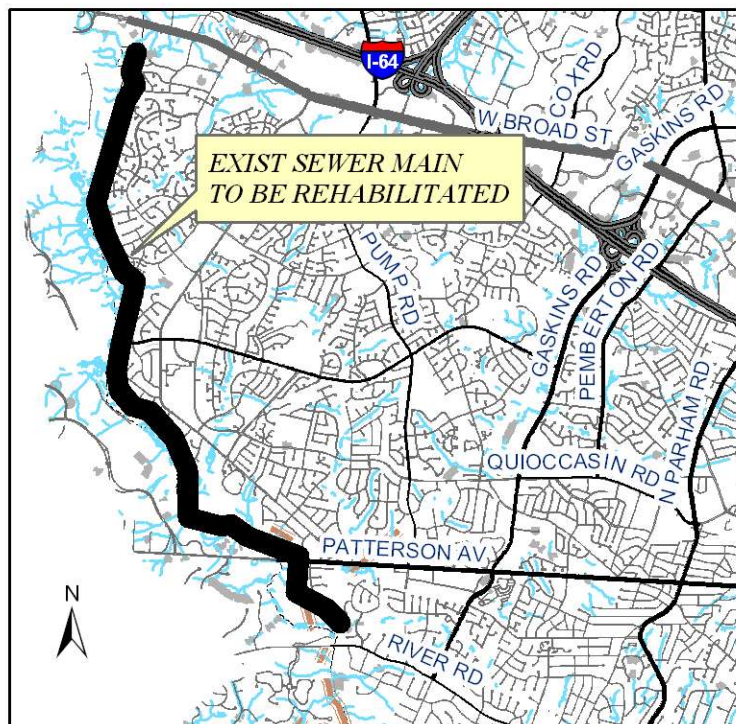 I-64
COX RD
W BROAD ST
GASKINS RD
EXIST SEWER MAIN
TO BE REHABILITATED
PUMP RD
GASKINS RD
PEMBERTON RD
N PARHAM RD
QUIOCCASIN RD
PATTERSON AV
N
RIVER RD